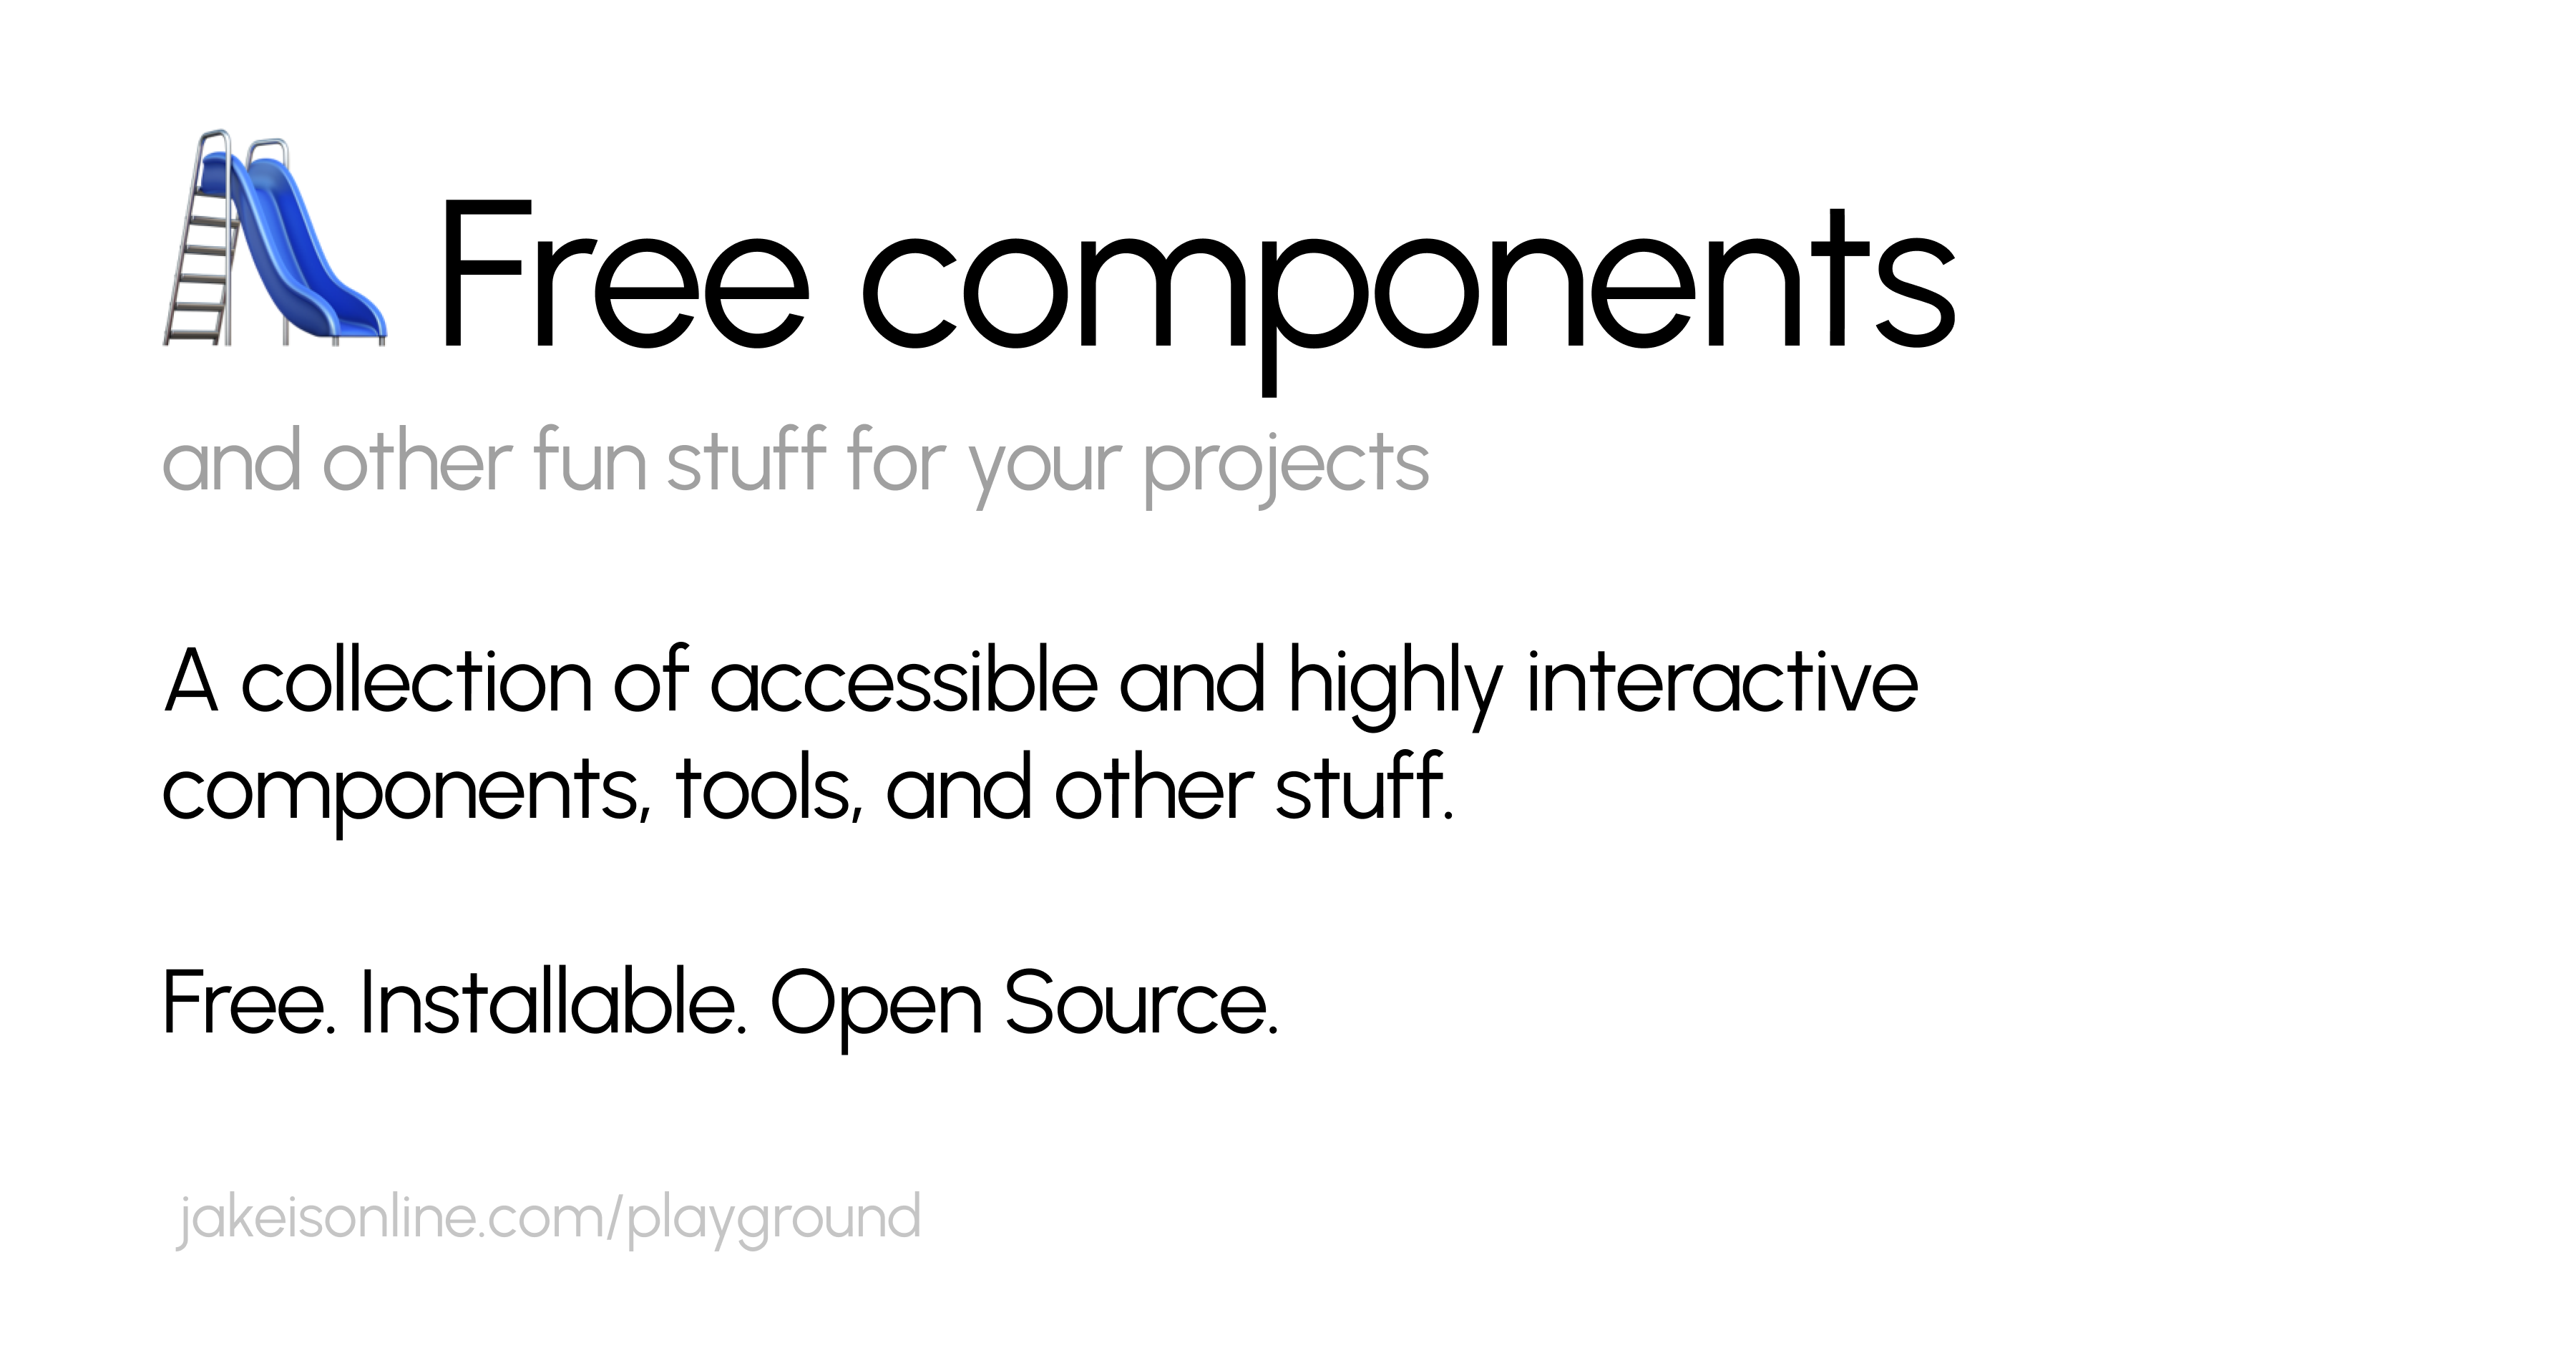 Free components
and other fun stuff for your projects
A collection of accessible and highly interactive
components, tools, and other stuff.
Free. Installable. Open Source.
jakeisonline.com/playground